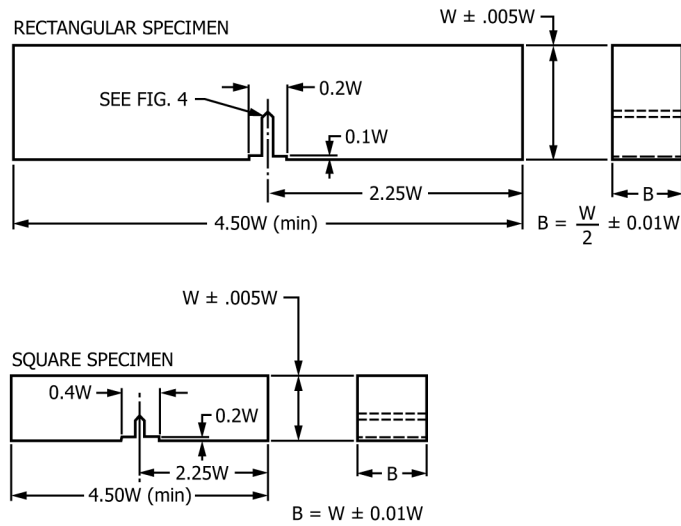 W ± .005W
RECTANGULAR SPECIMEN
SEE FIG. 4
0.2W
0.1W
2.25W
B
4.50W (min)
B = W/2 ± 0.01W
W ± .005W
SQUARE SPECIMEN
0.4W
0.2W
2.25W
B
4.50W (min)
B = W ± 0.01W